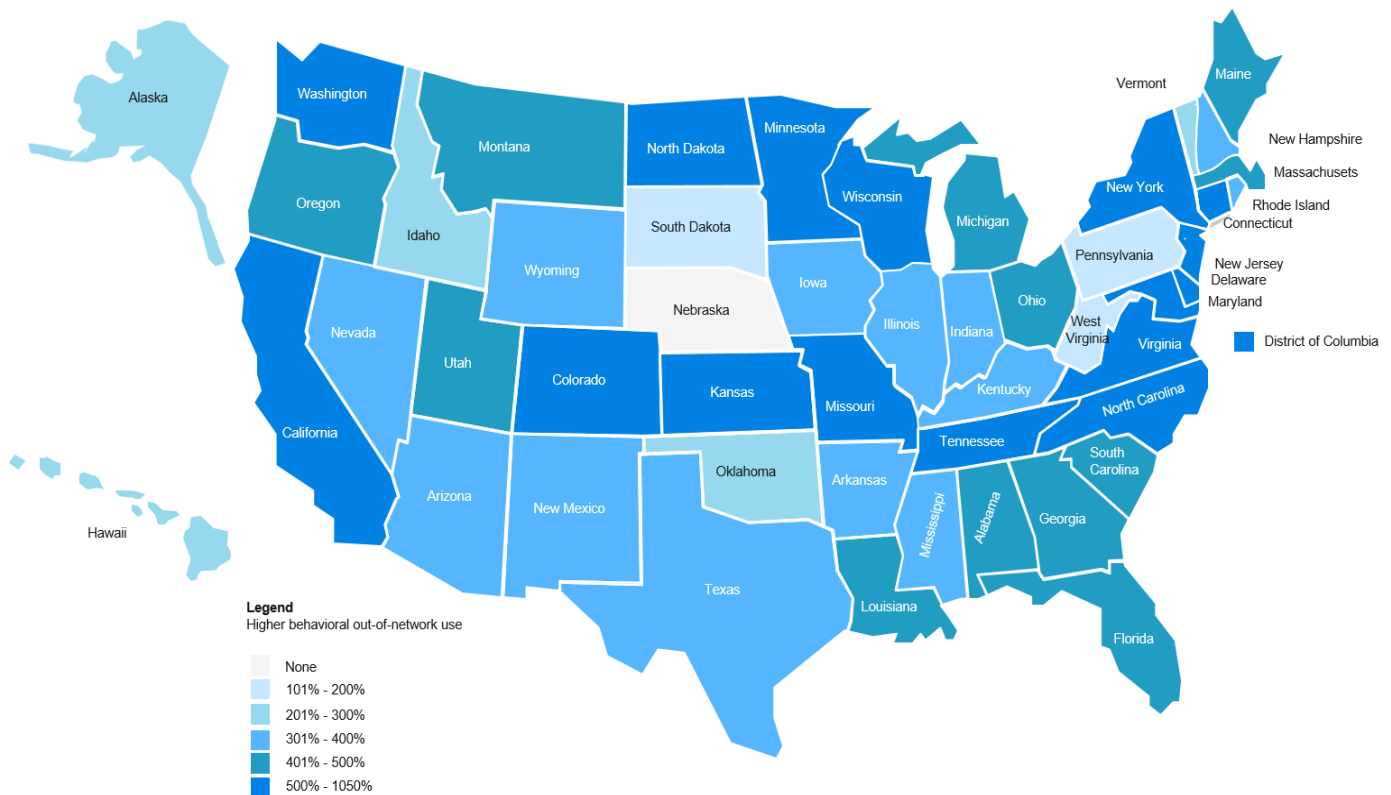 Alaska
Washington
Montana
North Dakota
Minnesota
Vermont
Maine
New Hampshire
Massachusets
Rhode Island
Connecticut
New York
Wisconsin
Michigan
Oregon
Idaho
South Dakota
Wyoming
Pennsylvania
New Jersey
Delaware
Maryland
District of Columbia
Iowa
Nebraska
Nevada
Utah
Colorado
Kansas
Illinois
Indiana
Ohio
West
Virginia
Virginia
Kentucky
Missouri
North Carolina
Tennessee
California
Arizona
New Mexico
Oklahoma
Arkansas
South
Carolina
Mississippi
Alabama
Georgia
Hawaii
Texas
Louisiana
Florida
Legend
Higher behavioral out-of-network use
None
101% - 200%
201% - 300%
301% - 400%
401% - 500%
500% - 1050%